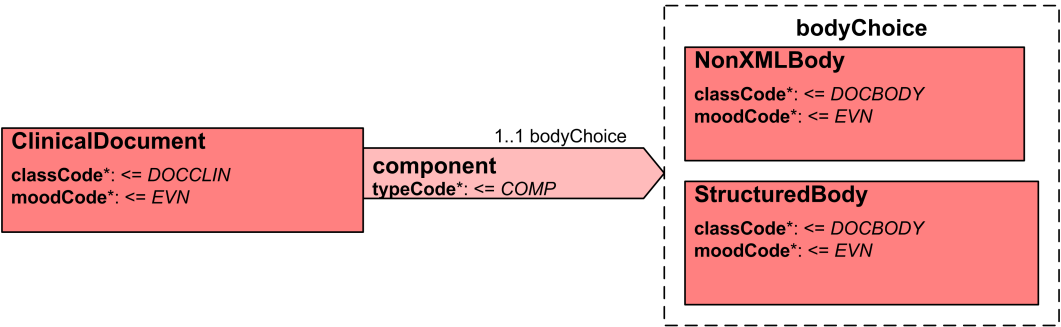 ClinicalDocument
classCode*: <= DOCCLIN
moodCode*: <= EVN
1..1 bodyChoice
component
typeCode*: <= COMP
bodyChoice
NonXMLBody
classCode*: <= DOCBODY
moodCode*: <= EVN
StructuredBody
classCode*: <= DOCBODY
moodCode*: <= EVN